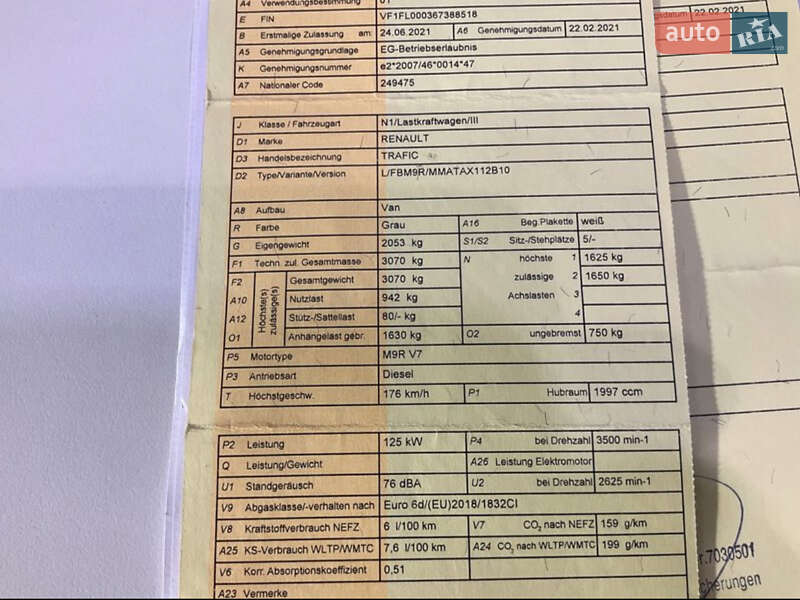 A4 Verwendungsbestimmung 01
E FIN VF1FL000367388518
B Erstmalige Zulassung am: 24.06.2021 A6 Genehmigungsdatum 22.02.2021
A5 Genehmigungsgrundlage EG-Betriebserlaubnis
K Genehmigungsnummer e2*2007/46*0014*47
A7 Nationaler Code 249475
J Klasse / Fahrzeugart N1/Lastkraftwagen/III
D1 Marke RENAULT
D3 Handelsbezeichnung TRAFIC
D2 Type/Variante/Version L/FBM9R/MMATAX112B10
A8 Aufbau Van
R Farbe Grau A16 Beg.Plakette weiß
G Eigengewicht 2053 kg S1/S2 Sitz-/Stehplätze 5/-
F1 Techn. zul. Gesamtmasse 3070 kg N höchste 1 1625 kg
F2 Höchste(s) zulässige(s) Gesamtgewicht 3070 kg zulässige 2 1650 kg
A10 Nutzlast 942 kg Achslasten 3
A12 Stütz-/Sattellast 80/- kg 4
O1 Anhängelast gebr. 1630 kg O2 ungebremst 750 kg
P5 Motortype M9R V7
P3 Antriebsart Diesel
T Höchstgeschw. 176 km/h P1 Hubraum 1997 ccm
P2 Leistung 125 kW P4 bei Drehzahl 3500 min-1
Q Leistung/Gewicht A26 Leistung Elektromotor
U1 Standgeräusch 76 dBA U2 bei Drehzahl 2625 min-1
V9 Abgasklasse/-verhalten nach Euro 6d/(EU)2018/1832CI
V8 Kraftstoffverbrauch NEFZ 6 l/100 km V7 CO2 nach NEFZ 159 g/km
A25 KS-Verbrauch WLTP/WMTC 7,6 l/100 km A24 CO2 nach WLTP/WMTC 199 g/km
V6 Korr. Absorptionskoeffizient 0,51
A23 Vermerke
gsdatum 22.02.2021
auto RIA
r.7030501
cherungen